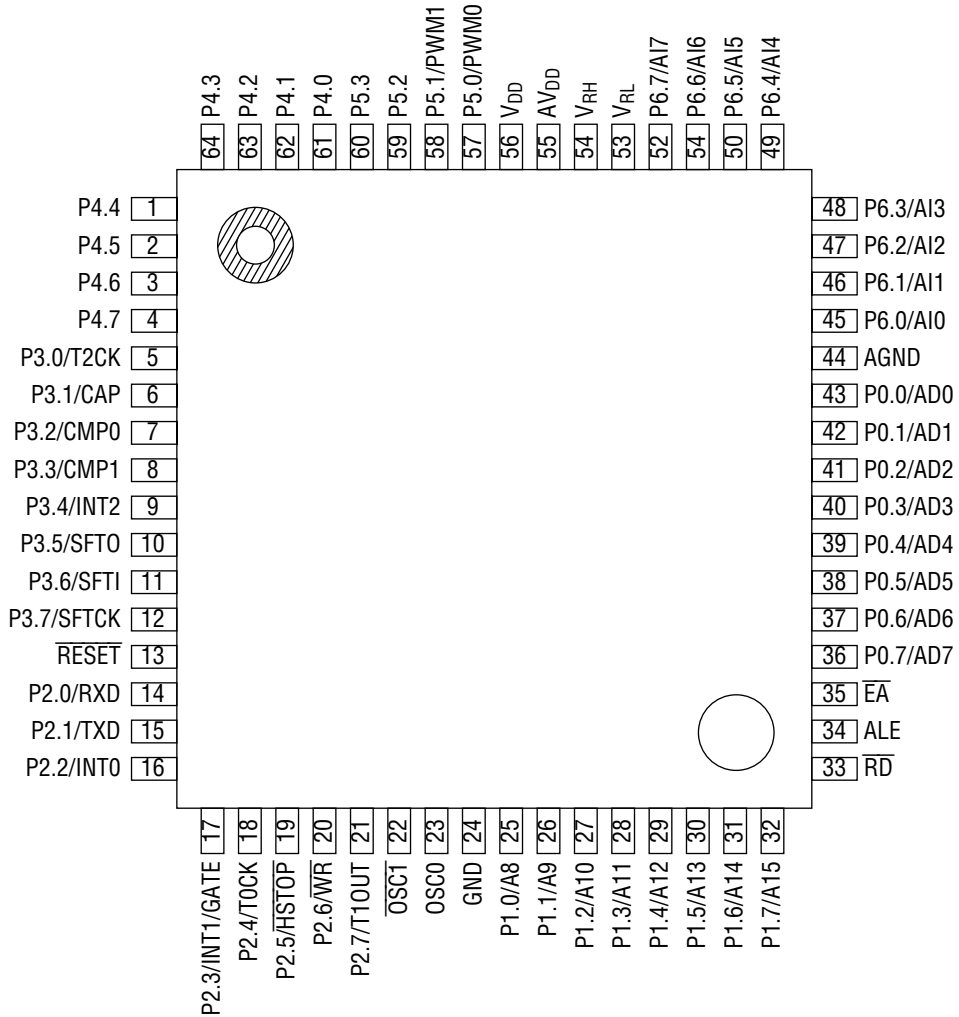 64 P4.3
63 P4.2
62 P4.1
61 P4.0
60 P5.3
59 P5.2
58 P5.1/PWM1
57 P5.0/PWM0
56 VDD
55 AVDD
54 VRH
53 VRL
52 P6.7/AI7
54 P6.6/AI6
50 P6.5/AI5
49 P6.4/AI4
P4.4 1
P4.5 2
P4.6 3
P4.7 4
P3.0/T2CK 5
P3.1/CAP 6
P3.2/CMP0 7
P3.3/CMP1 8
P3.4/INT2 9
P3.5/SFTO 10
P3.6/SFTI 11
P3.7/SFTCK 12
R̅E̅S̅E̅T̅ 13
P2.0/RXD 14
P2.1/TXD 15
P2.2/INT0 16
48 P6.3/AI3
47 P6.2/AI2
46 P6.1/AI1
45 P6.0/AI0
44 AGND
43 P0.0/AD0
42 P0.1/AD1
41 P0.2/AD2
40 P0.3/AD3
39 P0.4/AD4
38 P0.5/AD5
37 P0.6/AD6
36 P0.7/AD7
35 E̅A̅
34 ALE
33 R̅D̅
P2.3/INT1/GATE 17
P2.4/T0CK 18
P2.5/H̅S̅T̅O̅P̅ 19
P2.6/W̅R̅ 20
P2.7/T1OUT 21
O̅S̅C̅1̅ 22
OSC0 23
GND 24
P1.0/A8 25
P1.1/A9 26
P1.2/A10 27
P1.3/A11 28
P1.4/A12 29
P1.5/A13 30
P1.6/A14 31
P1.7/A15 32